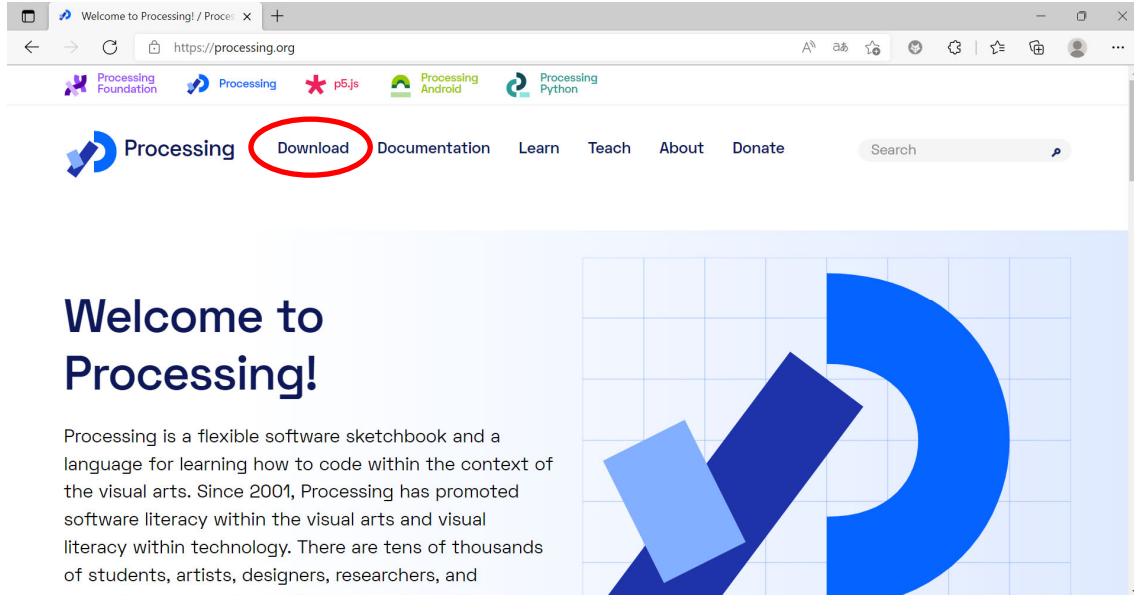 Welcome to Processing! / Proces
https://processing.org
Processing Foundation
Processing
p5.js
Processing Android
Processing Python
Processing
Download Documentation Learn Teach About Donate Search
Welcome to
Processing!
Processing is a flexible software sketchbook and a
language for learning how to code within the context of
the visual arts. Since 2001, Processing has promoted
software literacy within the visual arts and visual
literacy within technology. There are tens of thousands
of students, artists, designers, researchers, and